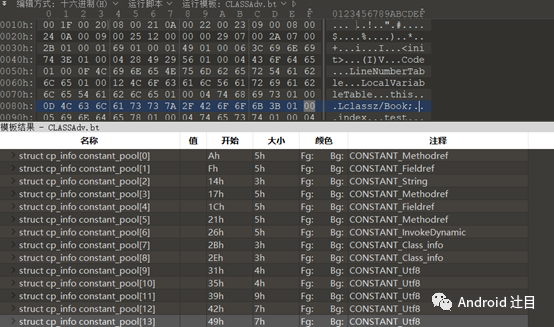 编辑方式: 十六进制(H) 运行脚本 运行模板: CLASSAdv.bt
0 1 2 3 4 5 6 7 8 9 A B C D E F 0123456789ABCDEF
0010h: 00 1F 00 20 08 00 21 0A 00 22 00 23 09 00 08 00
0020h: 24 0A 00 09 00 25 12 00 00 00 29 07 00 2A 07 00
0030h: 2B 01 00 01 69 01 00 01 49 01 00 06 3C 69 6E 69
0040h: 74 3E 01 00 04 28 49 29 56 01 00 04 43 6F 64 65
0050h: 01 00 0F 4C 69 6E 65 4E 75 6D 62 65 72 54 61 62
0060h: 6C 65 01 00 12 4C 6F 63 61 6C 56 61 72 69 61 62
0070h: 6C 65 54 61 62 6C 65 01 00 04 74 68 69 73 01 00
0080h: 0D 4C 63 6C 61 73 73 7A 2F 42 6F 6F 6B 3B 01 00
模板结果 - CLASSAdv.bt
名称 值 开始 大小 颜色 注释
struct cp_info constant_pool[0] Ah 5h Fg: Bg: CONSTANT_Methodref
struct cp_info constant_pool[1] Fh 5h Fg: Bg: CONSTANT_Fieldref
struct cp_info constant_pool[2] 14h 3h Fg: Bg: CONSTANT_String
struct cp_info constant_pool[3] 17h 5h Fg: Bg: CONSTANT_Methodref
struct cp_info constant_pool[4] 1Ch 5h Fg: Bg: CONSTANT_Fieldref
struct cp_info constant_pool[5] 21h 5h Fg: Bg: CONSTANT_Methodref
struct cp_info constant_pool[6] 26h 5h Fg: Bg: CONSTANT_InvokeDynamic
struct cp_info constant_pool[7] 2Bh 3h Fg: Bg: CONSTANT_Class_info
struct cp_info constant_pool[8] 2Eh 3h Fg: Bg: CONSTANT_Class_info
struct cp_info constant_pool[9] 31h 4h Fg: Bg: CONSTANT_Utf8
struct cp_info constant_pool[10] 35h 4h Fg: Bg: CONSTANT_Utf8
struct cp_info constant_pool[11] 39h 9h Fg: Bg: CONSTANT_Utf8
struct cp_info constant_pool[12] 42h 7h Fg: Bg: CONSTANT_Utf8
struct cp_info constant_pool[13] 49h 7h Fg: Bg: CONSTANT_Utf8
Android 迬目